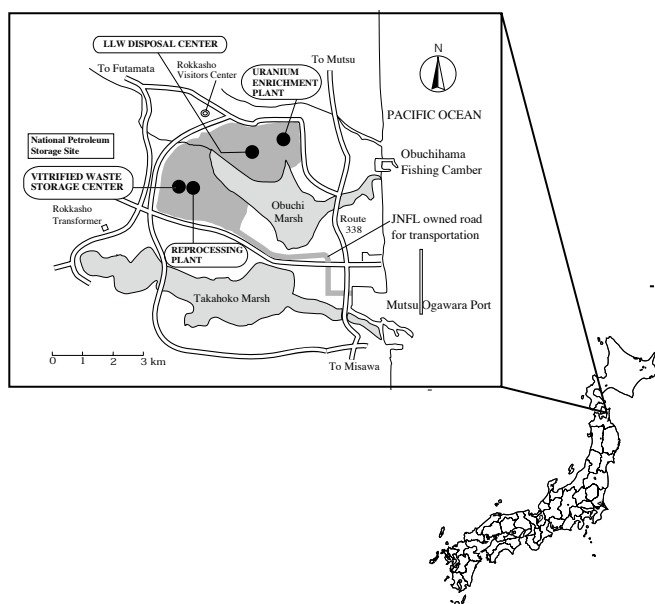 LLW DISPOSAL CENTER
Rokkasho
Visitors Center
To Futamata
URANIUM
ENRICHMENT
PLANT
To Mutsu
N
PACIFIC OCEAN
National Petroleum
Storage Site
VITRIFIED WASTE
STORAGE CENTER
Obuchihama
Fishing Camber
Rokkasho
Transformer
Obuchi
Marsh
Route
338
JNFL owned road
for transportation
REPROCESSING
PLANT
Takahoko Marsh
Mutsu Ogawara Port
0 1 2 3 km
To Misawa